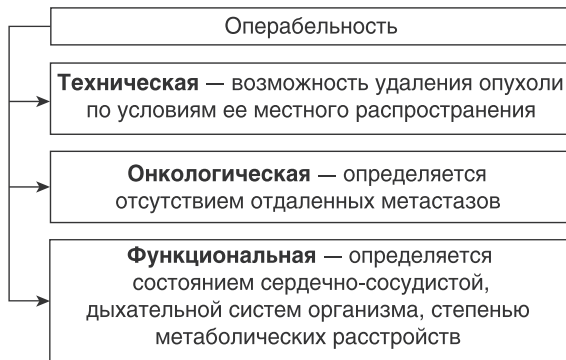 Операбельность
Техническая — возможность удаления опухоли
по условиям ее местного распространения
Онкологическая — определяется
отсутствием отдаленных метастазов
Функциональная — определяется
состоянием сердечно-сосудистой,
дыхательной систем организма, степенью
метаболических расстройств